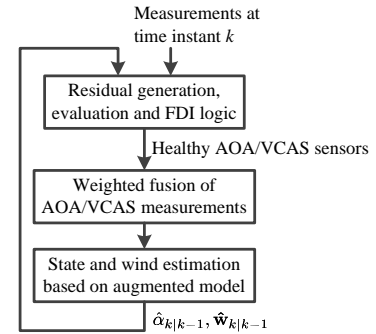 Measurements at
time instant k
Residual generation,
evaluation and FDI logic
Healthy AOA/VCAS sensors
Weighted fusion of
AOA/VCAS measurements
State and wind estimation
based on augmented model
α̂ₖ|ₖ₋₁, ŵₖ|ₖ₋₁